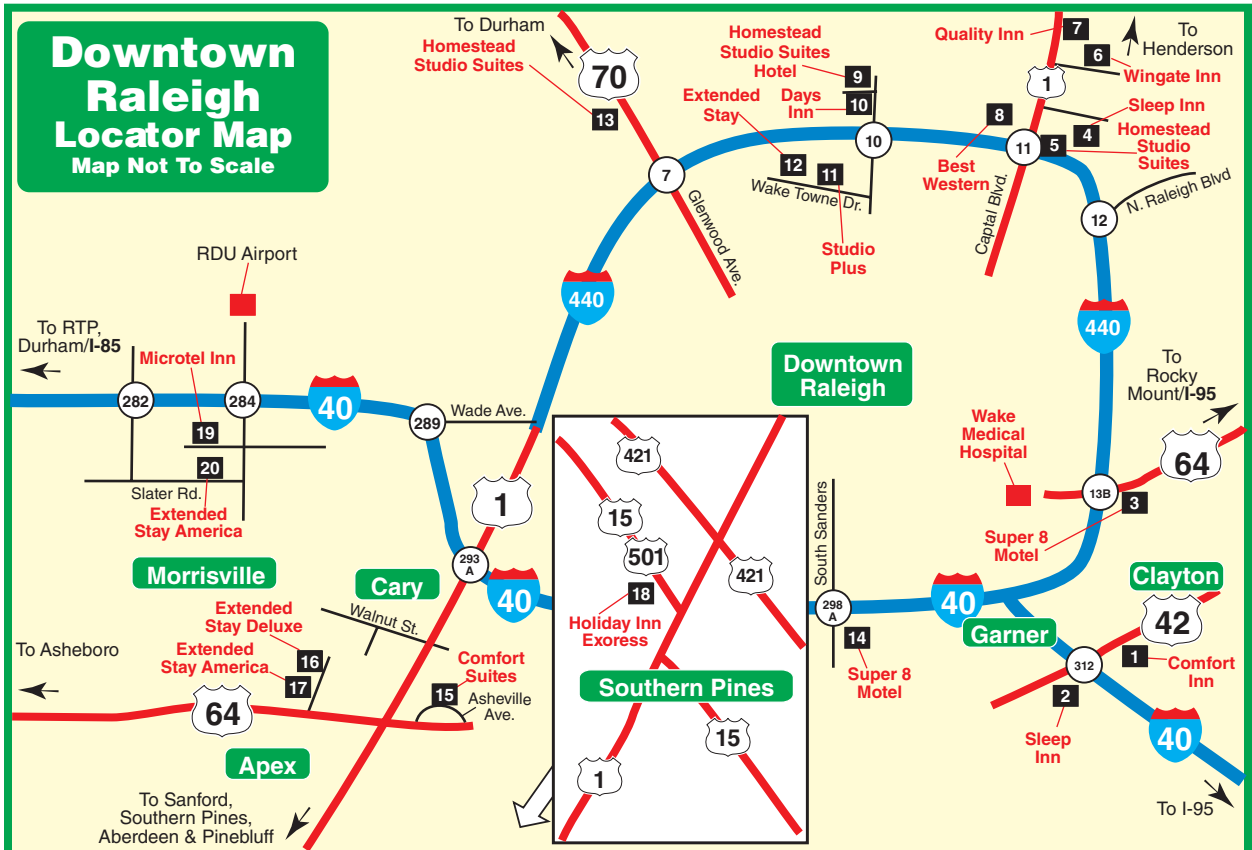 Downtown
Raleigh
Locator Map
Map Not To Scale
To Durham
Homestead
Studio Suites
70
13
Homestead
Studio Suites
Hotel
9
Extended
Stay
Days
Inn
10
12
11
10
Wake Towne Dr.
Studio
Plus
7
Glenwood Ave.
Quality Inn
7
To
Henderson
6
Wingate Inn
1
Sleep Inn
4
8
11
5
Homestead
Studio
Suites
Best
Western
Captal Blvd.
N. Raleigh Blvd
12
440
440
RDU Airport
To RTP,
Durham/I-85
Microtel Inn
282
284
40
289
Wade Ave.
19
20
Slater Rd.
Extended
Stay America
1
Morrisville
293
A
Cary
40
Walnut St.
Extended
Stay Deluxe
16
Extended
Stay America
17
To Asheboro
64
Comfort
Suites
15
Asheville
Ave.
Apex
To Sanford,
Southern Pines,
Aberdeen & Pinebluff
421
15
501
421
18
Holiday Inn
Exoress
Southern Pines
15
1
Downtown
Raleigh
South Sanders
298
A
14
Super 8
Motel
To
Rocky
Mount/I-95
Wake
Medical
Hospital
64
13B
3
Super 8
Motel
40
Clayton
42
Garner
312
1
Comfort
Inn
2
Sleep
Inn
40
To I-95